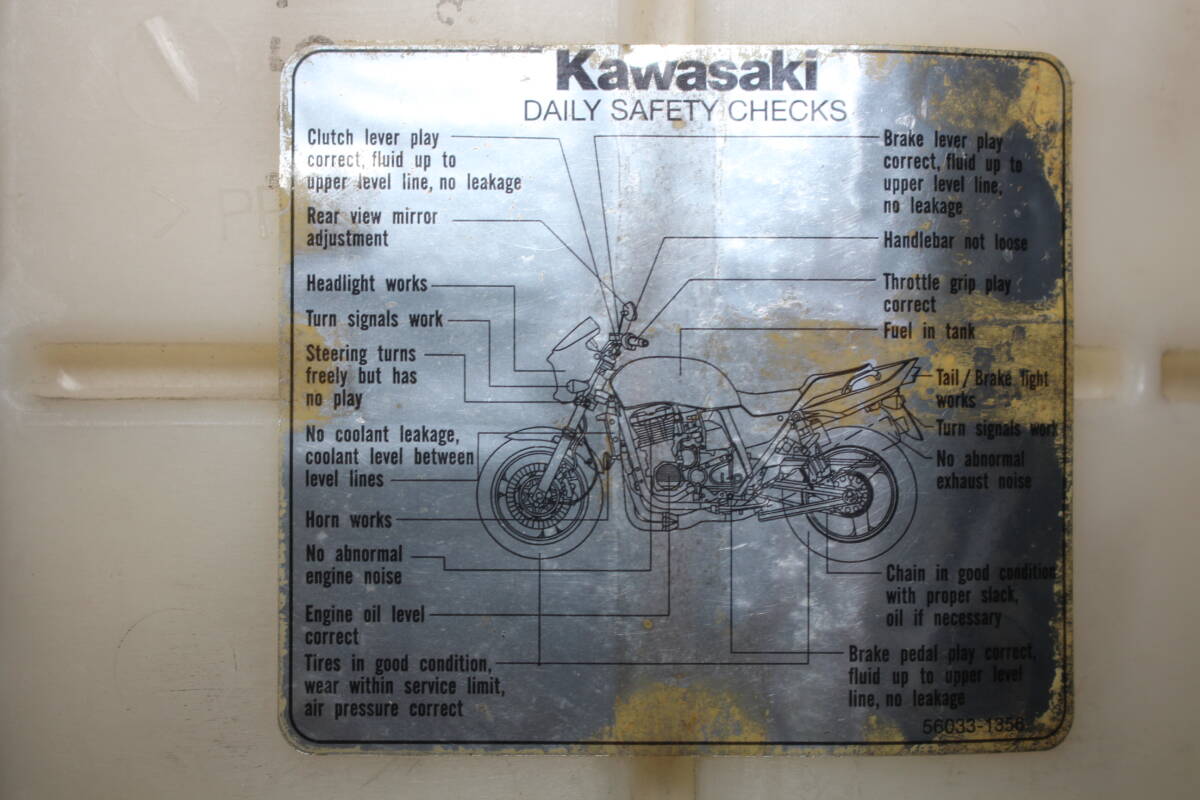 Kawasaki
DAILY SAFETY CHECKS
Clutch lever play
correct, fluid up to
upper level line, no leakage
Rear view mirror
adjustment
Headlight works
Turn signals work
Steering turns
freely but has
no play
No coolant leakage,
coolant level between
level lines
Horn works
No abnormal
engine noise
Engine oil level
correct
Tires in good condition,
wear within service limit,
air pressure correct
Brake lever play
correct, fluid up to
upper level line,
no leakage
Handlebar not loose
Throttle grip play
correct
Fuel in tank
Tail / Brake light
works
Turn signals work
No abnormal
exhaust noise
Chain in good condition
with proper slack,
oil if necessary
Brake pedal play correct,
fluid up to upper level
line, no leakage